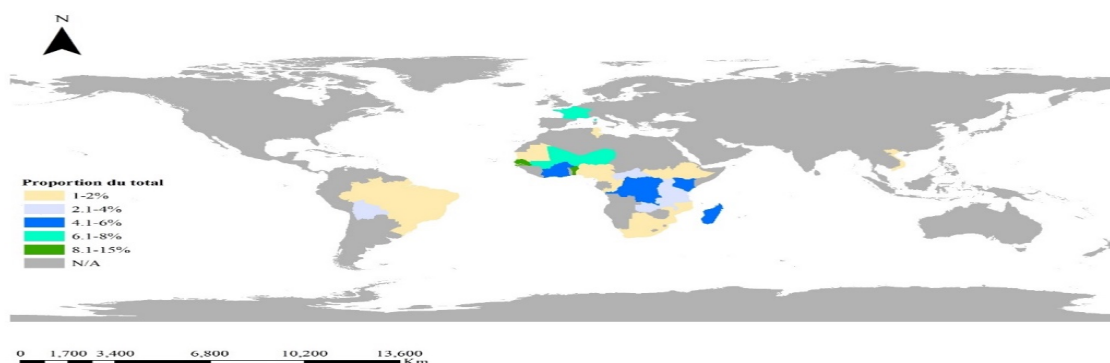 N
Proportion du total
1-2%
2.1-4%
4.1-6%
6.1-8%
8.1-15%
N/A
0 1,700 3,400 6,800 10,200 13,600
Km